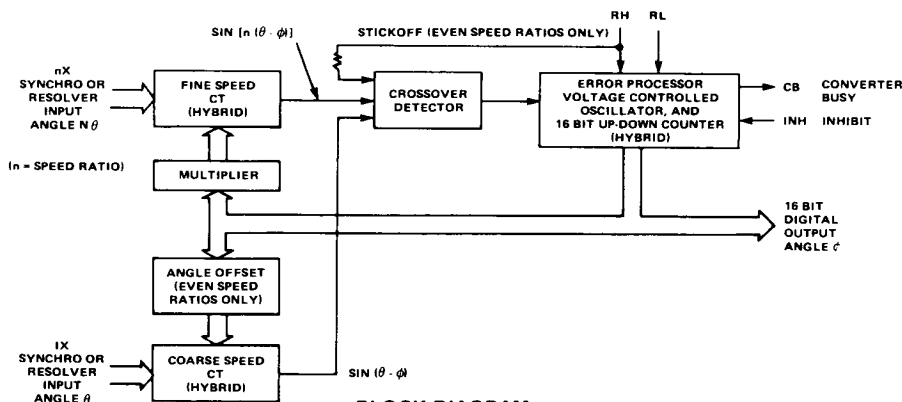 RH
RL
SIN [n (θ - ϕ)]
STICKOFF (EVEN SPEED RATIOS ONLY)
nX
SYNCHRO OR
RESOLVER
INPUT
ANGLE N θ
FINE SPEED
CT
(HYBRID)
CROSSOVER
DETECTOR
ERROR PROCESSOR
VOLTAGE CONTROLLED
OSCILLATOR, AND
16 BIT UP-DOWN COUNTER
(HYBRID)
CB CONVERTER
BUSY
INH INHIBIT
(n = SPEED RATIO)
MULTIPLIER
16 BIT
DIGITAL
OUTPUT
ANGLE ϕ
ANGLE OFFSET
(EVEN SPEED
RATIOS ONLY)
IX
SYNCHRO OR
RESOLVER
INPUT
ANGLE θ
COARSE SPEED
CT
(HYBRID)
SIN (θ - ϕ)
BLOCK DIAGRAM